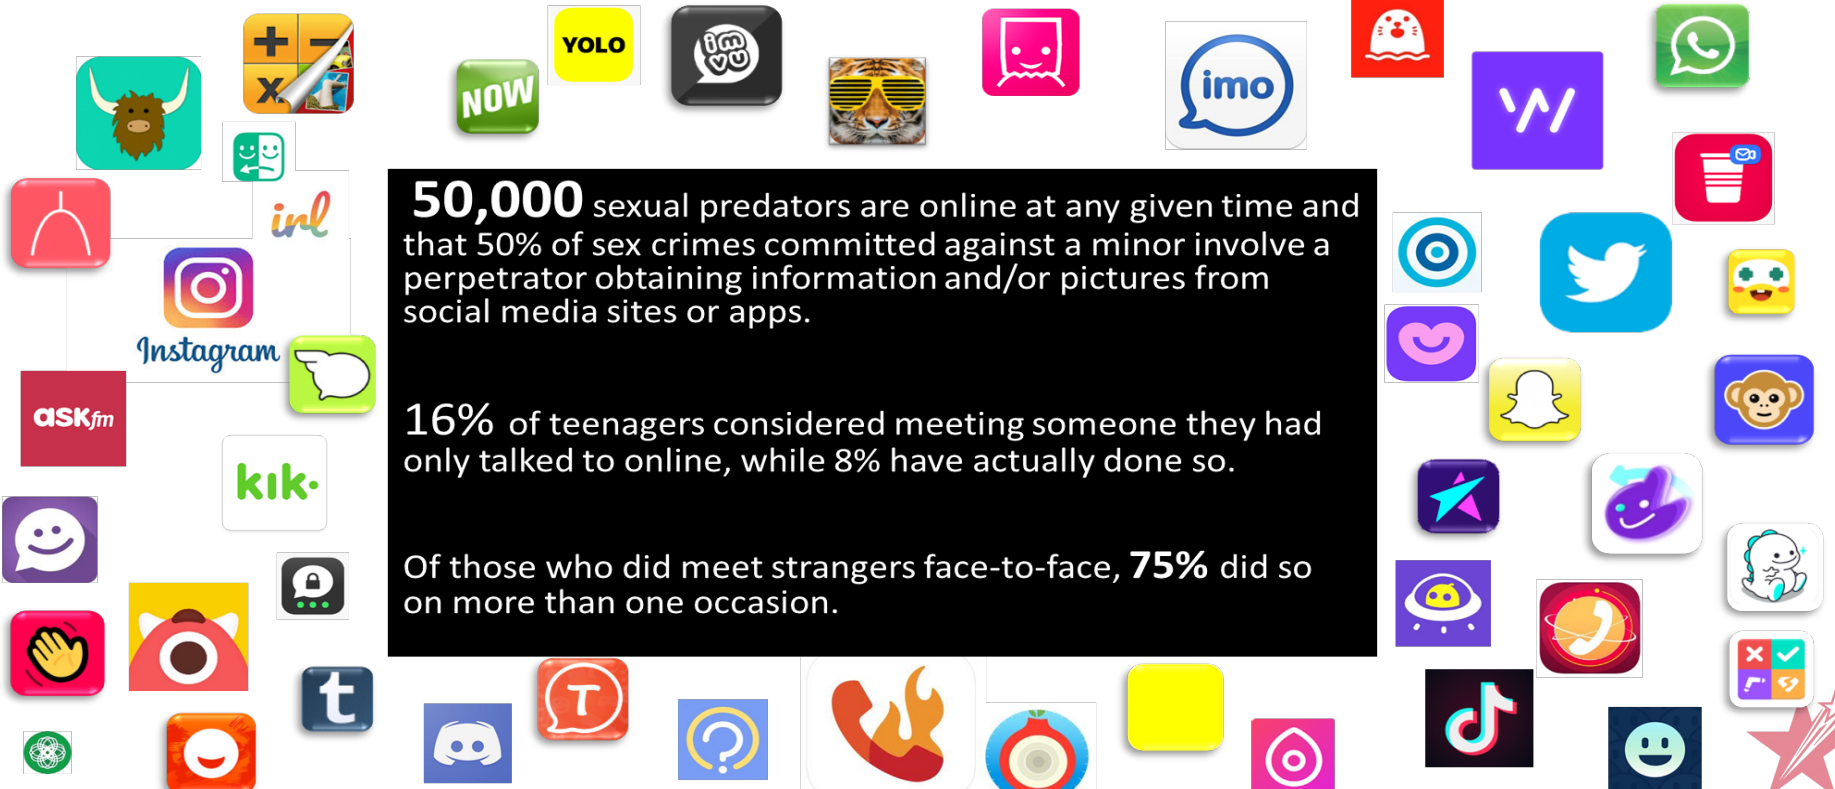 YOLO
NOW
imvu
imo
irl
Instagram
50,000 sexual predators are online at any given time and
that 50% of sex crimes committed against a minor involve a
perpetrator obtaining information and/or pictures from
social media sites or apps.
ASKfm
kik
16% of teenagers considered meeting someone they had
only talked to online, while 8% have actually done so.
Of those who did meet strangers face-to-face, 75% did so
on more than one occasion.
t
T